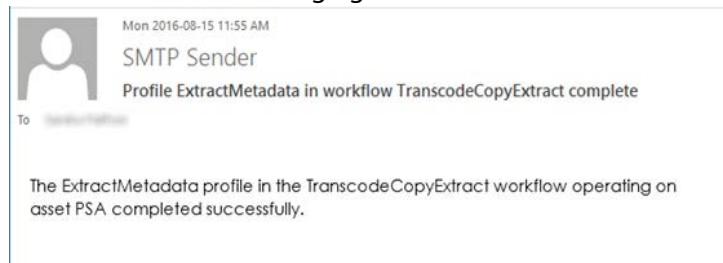 Mon 2016-08-15 11:55 AM
SMTP Sender
Profile ExtractMetadata in workflow TranscodeCopyExtract complete
To
The ExtractMetadata profile in the TranscodeCopyExtract workflow operating on
asset PSA completed successfully.